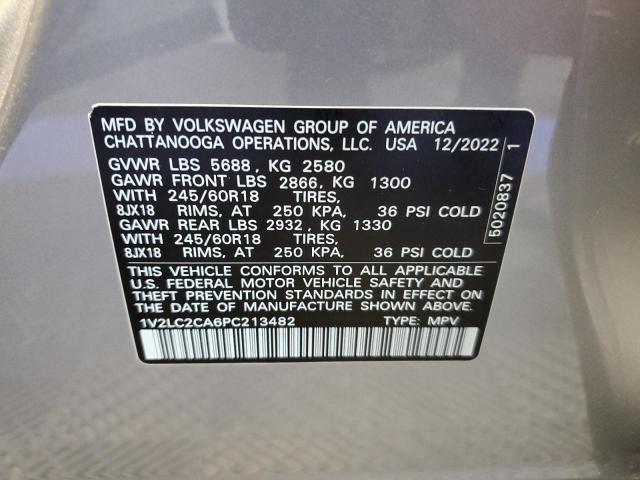 MFD BY VOLKSWAGEN GROUP OF AMERICA
CHATTANOOGA OPERATIONS, LLC. USA 12/2022
GVWR LBS 5688, KG 2580
GAWR FRONT LBS 2866, KG 1300
WITH 245/60R18 TIRES,
8JX18 RIMS, AT 250 KPA, 36 PSI COLD
GAWR REAR LBS 2932, KG 1330
WITH 245/60R18 TIRES,
8JX18 RIMS, AT 250 KPA, 36 PSI COLD
THIS VEHICLE CONFORMS TO ALL APPLICABLE
U.S. FEDERAL MOTOR VEHICLE SAFETY AND
THEFT PREVENTION STANDARDS IN EFFECT ON
THE DATE OF MANUFACTURE SHOWN ABOVE.
1V2LC2CA6PC213482 TYPE: MPV
5020837 1